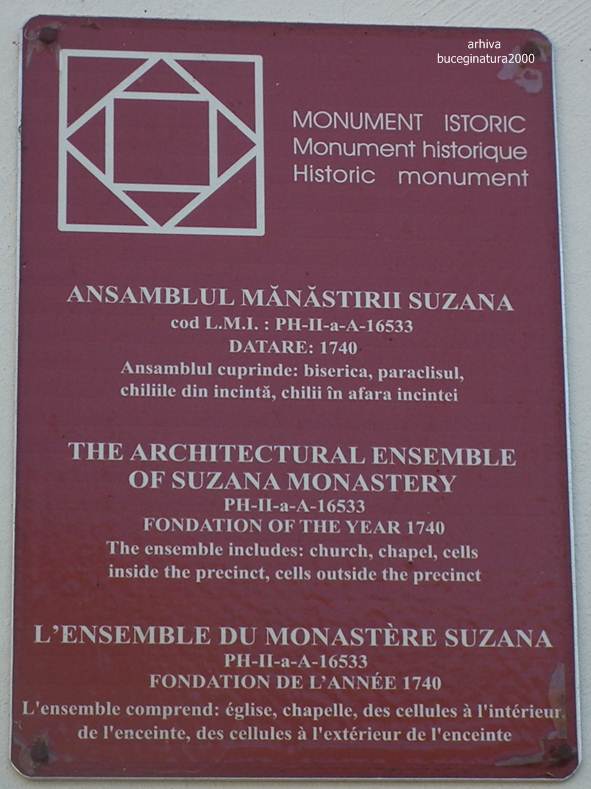 arhiva
buceginatura2000
MONUMENT ISTORIC
Monument historique
Historic monument
ANSAMBLUL MĂNĂSTIRII SUZANA
cod L.M.I. : PH-II-a-A-16533
DATARE: 1740
Ansamblul cuprinde: biserica, paraclisul,
chiliile din incintă, chilii în afara incintei
THE ARCHITECTURAL ENSEMBLE
OF SUZANA MONASTERY
PH-II-a-A-16533
FONDATION OF THE YEAR 1740
The ensemble includes: church, chapel, cells
inside the precinct, cells outside the precinct
L'ENSEMBLE DU MONASTÈRE SUZANA
PH-II-a-A-16533
FONDATION DE L'ANNÉE 1740
L'ensemble comprend: église, chapelle, des cellules à l'intérieur
de l'enceinte, des cellules à l'extérieur de l'enceinte